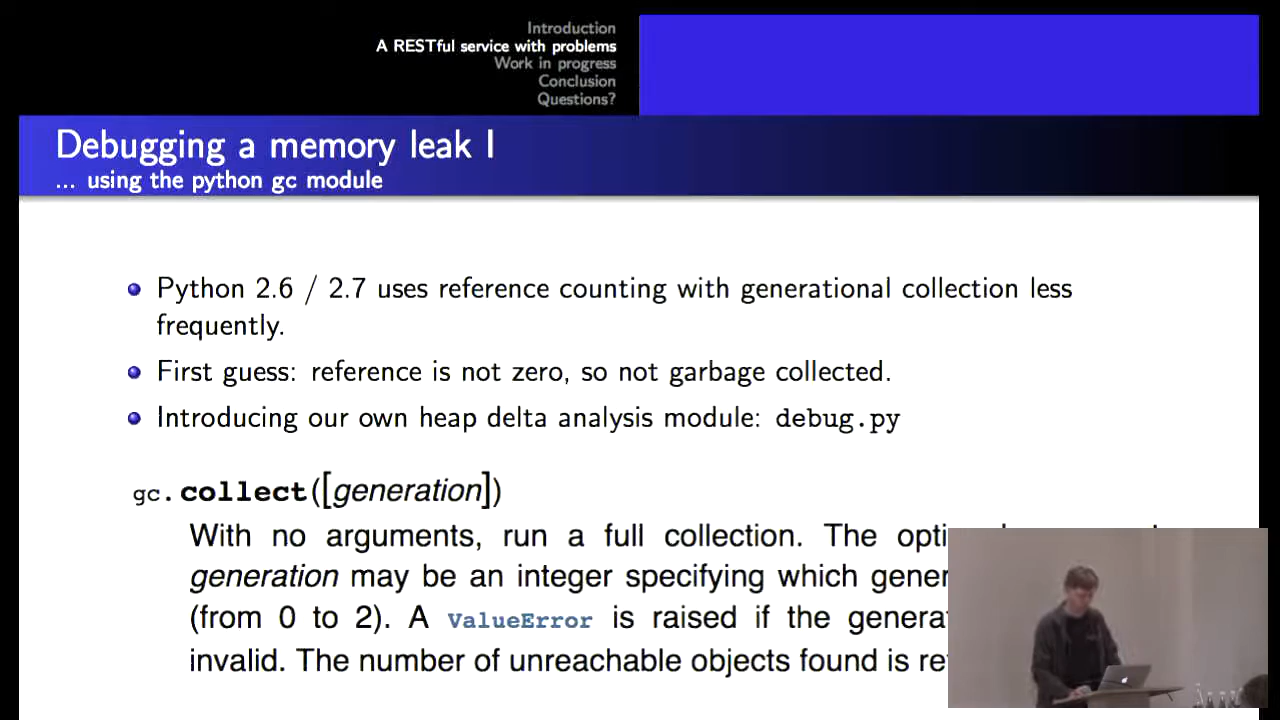 Introduction
A RESTful service with problems
Work in progress
Conclusion
Questions?
Debugging a memory leak I
... using the python gc module
Python 2.6 / 2.7 uses reference counting with generational collection less
frequently.
First guess: reference is not zero, so not garbage collected.
Introducing our own heap delta analysis module: debug.py
gc.collect([generation])
With no arguments, run a full collection. The
generation may be an integer specifying which
(from 0 to 2). A ValueError is raised if the
invalid. The number of unreachable objects found is